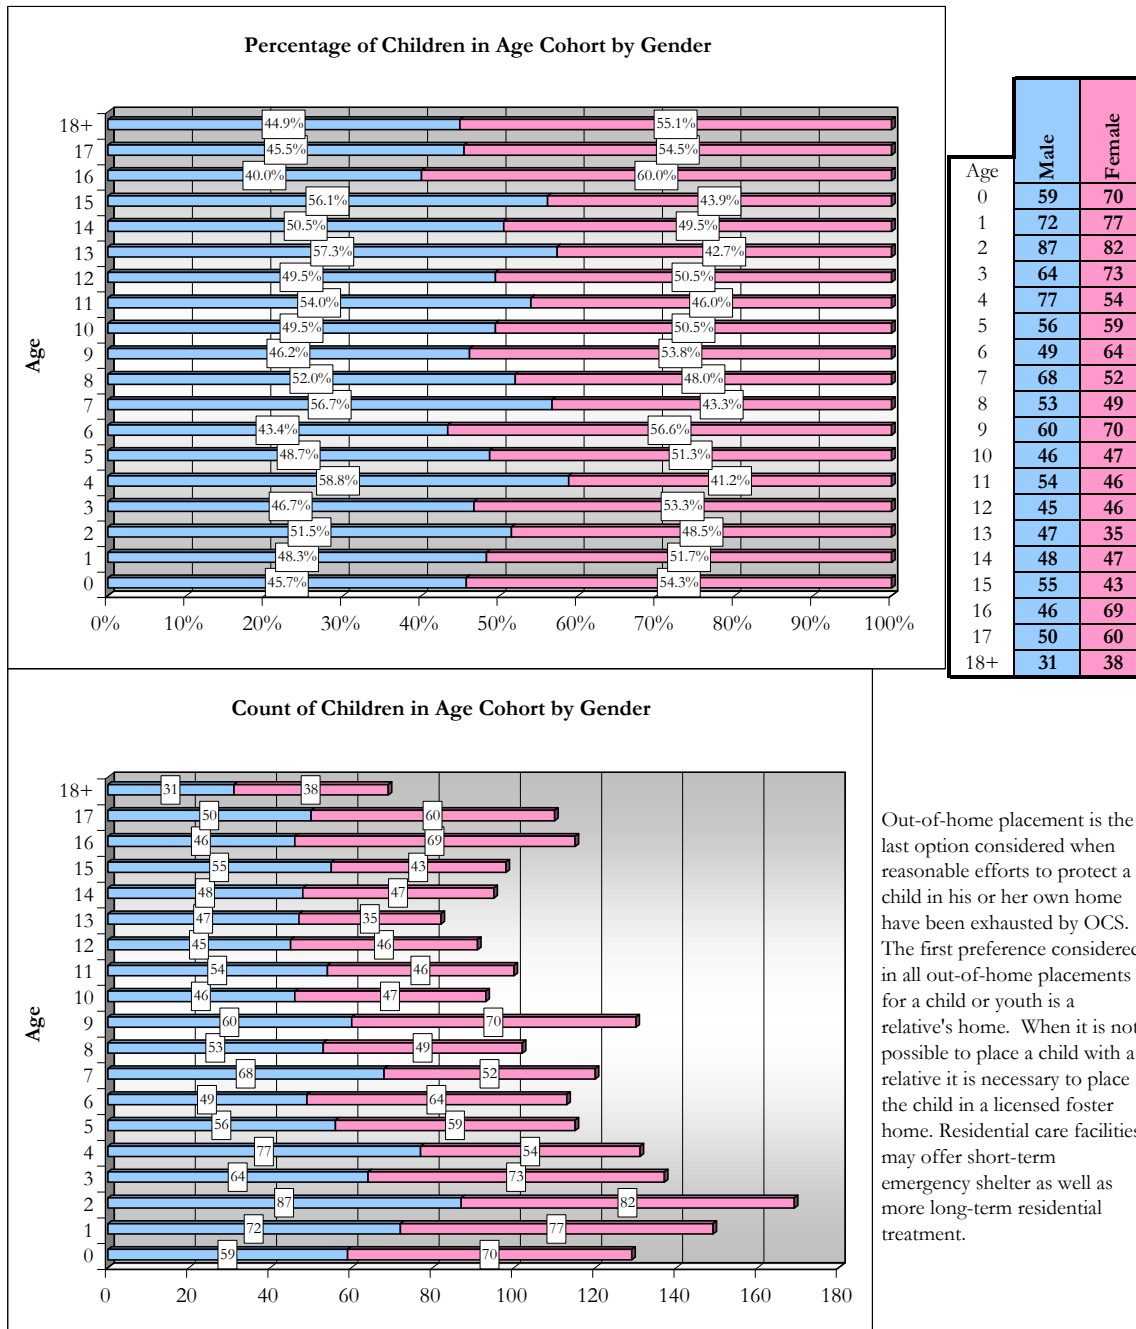 Percentage of Children in Age Cohort by Gender
Age
18+ 44.9% 55.1%
17 45.5% 54.5%
16 40.0% 60.0%
15 56.1% 43.9%
14 50.5% 49.5%
13 57.3% 42.7%
12 49.5% 50.5%
11 54.0% 46.0%
10 49.5% 50.5%
9 46.2% 53.8%
8 52.0% 48.0%
7 56.7% 43.3%
6 43.4% 56.6%
5 48.7% 51.3%
4 58.8% 41.2%
3 46.7% 53.3%
2 51.5% 48.5%
1 48.3% 51.7%
0 45.7% 54.3%
0% 10% 20% 30% 40% 50% 60% 70% 80% 90% 100%
Age Male Female
0 59 70
1 72 77
2 87 82
3 64 73
4 77 54
5 56 59
6 49 64
7 68 52
8 53 49
9 60 70
10 46 47
11 54 46
12 45 46
13 47 35
14 48 47
15 55 43
16 46 69
17 50 60
18+ 31 38
Count of Children in Age Cohort by Gender
Age
18+ 31 38
17 50 60
16 46 69
15 55 43
14 48 47
13 47 35
12 45 46
11 54 46
10 46 47
9 60 70
8 53 49
7 68 52
6 49 64
5 56 59
4 77 54
3 64 73
2 87 82
1 72 77
0 59 70
0 20 40 60 80 100 120 140 160 180
Out-of-home placement is the
last option considered when
reasonable efforts to protect a
child in his or her own home
have been exhausted by OCS.
The first preference considered
in all out-of-home placements
for a child or youth is a
relative's home. When it is not
possible to place a child with a
relative it is necessary to place
the child in a licensed foster
home. Residential care facilities
may offer short-term
emergency shelter as well as
more long-term residential
treatment.